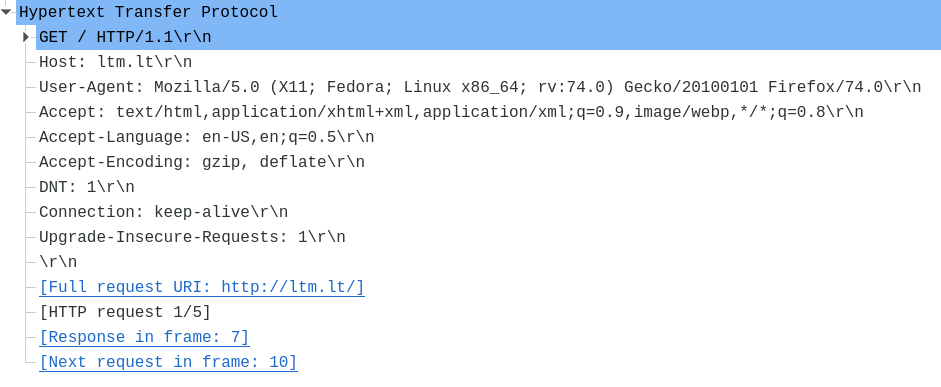 Hypertext Transfer Protocol
GET / HTTP/1.1\r\n
Host: ltm.lt\r\n
User-Agent: Mozilla/5.0 (X11; Fedora; Linux x86_64; rv:74.0) Gecko/20100101 Firefox/74.0\r\n
Accept: text/html,application/xhtml+xml,application/xml;q=0.9,image/webp,*/*;q=0.8\r\n
Accept-Language: en-US,en;q=0.5\r\n
Accept-Encoding: gzip, deflate\r\n
DNT: 1\r\n
Connection: keep-alive\r\n
Upgrade-Insecure-Requests: 1\r\n
\r\n
[Full request URI: http://ltm.lt/]
[HTTP request 1/5]
[Response in frame: 7]
[Next request in frame: 10]